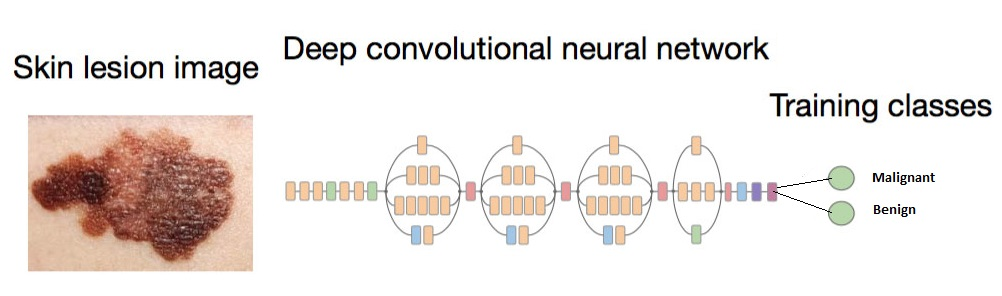 Skin lesion image
Deep convolutional neural network
Training classes
Malignant
Benign